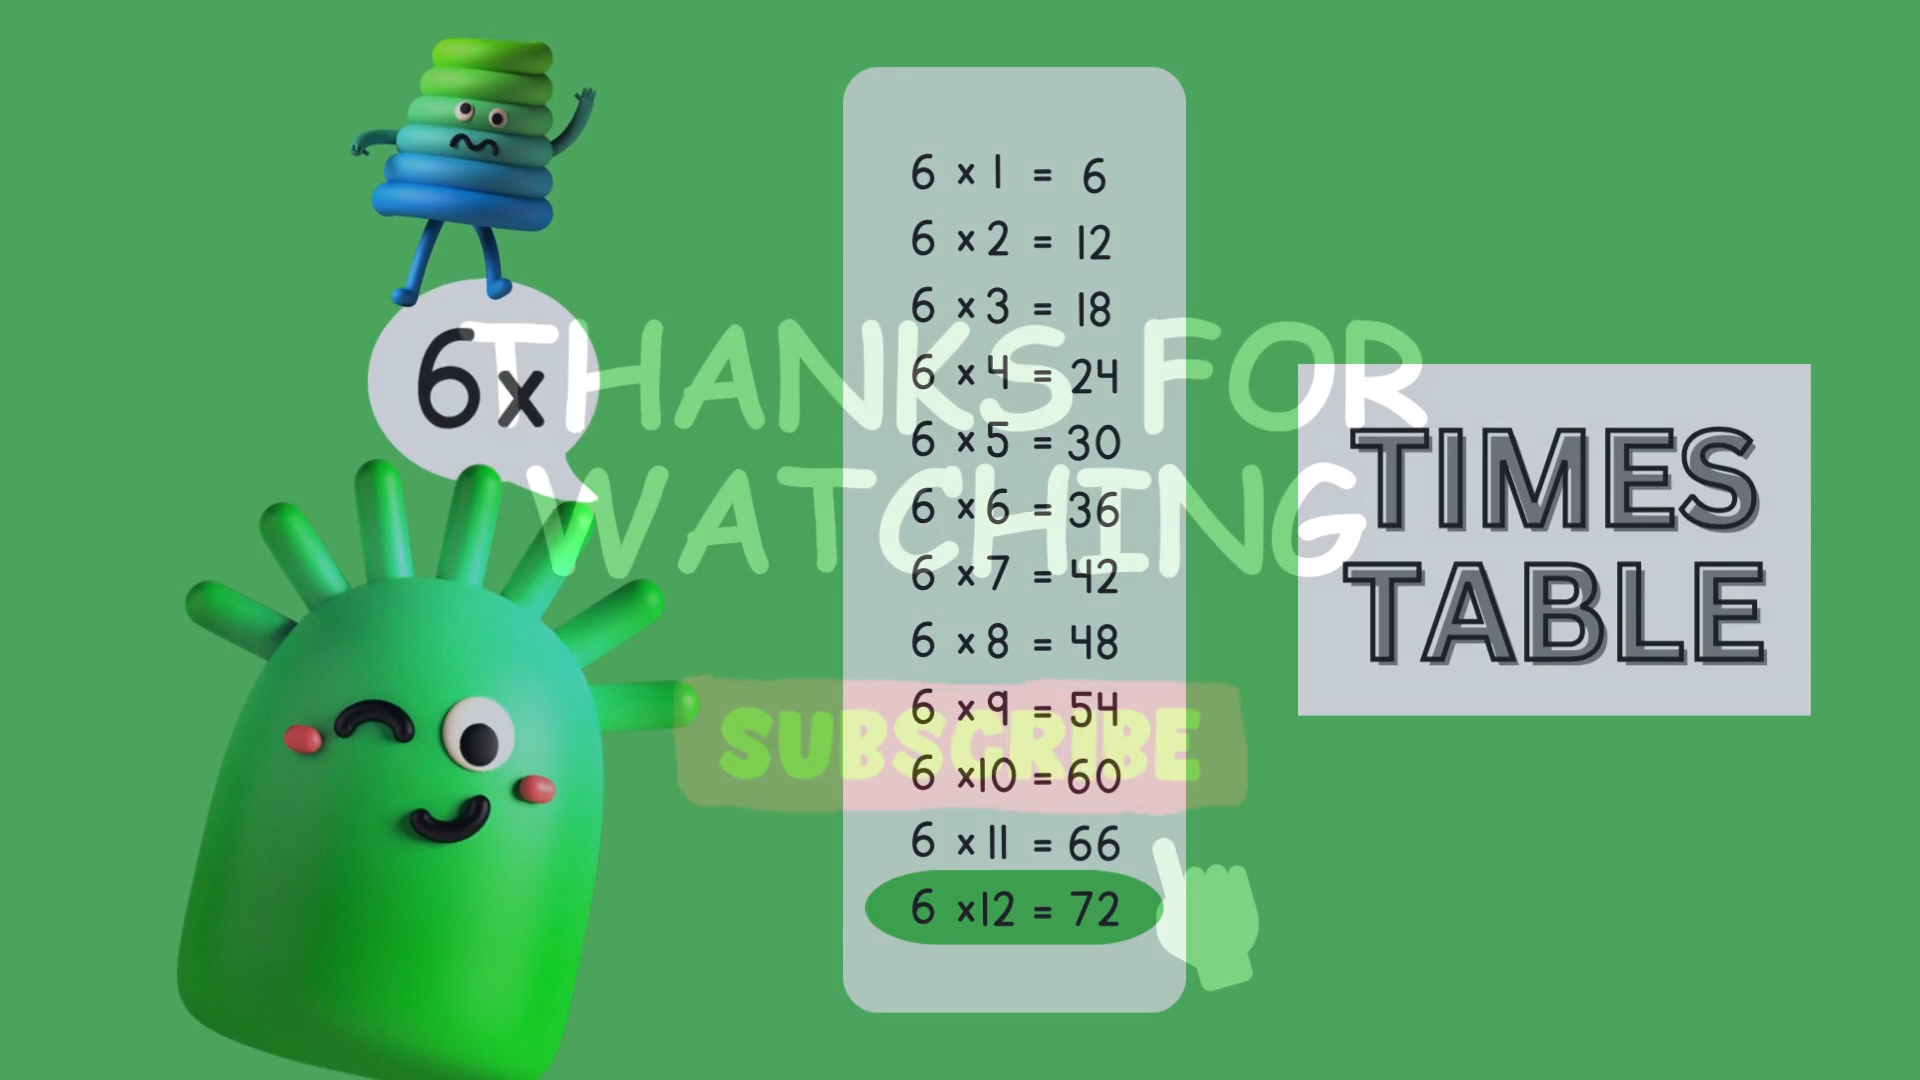 6x
6 x 1 = 6
6 x 2 = 12
6 x 3 = 18
6 x 4 = 24
6 x 5 = 30
6 x 6 = 36
6 x 7 = 42
6 x 8 = 48
6 x 9 = 54
6 x10 = 60
6 x 11 = 66
6 x12 = 72
THANKS FOR
WATCHING
SUBSCRIBE
TIMES
TABLE